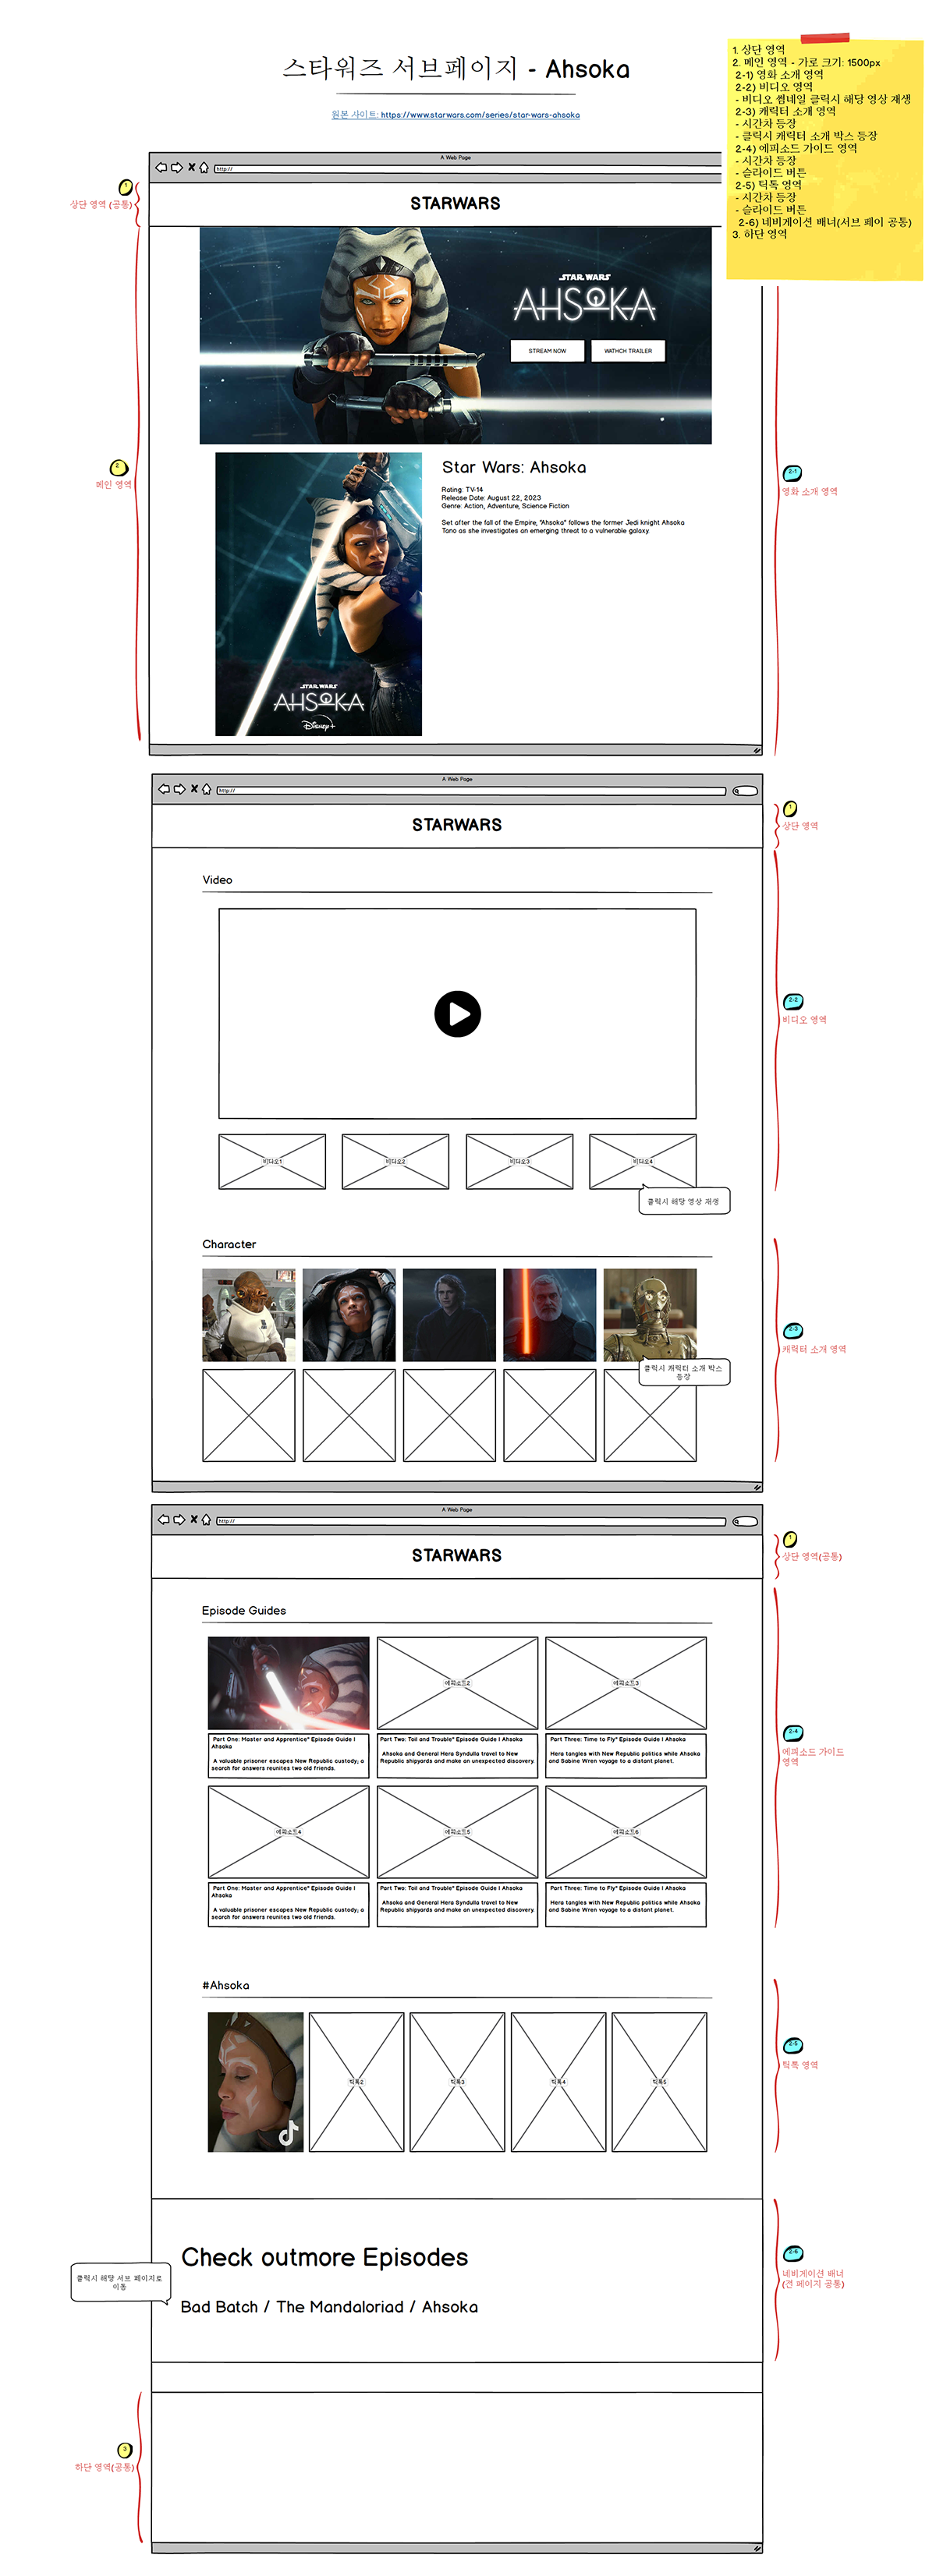 스타워즈 서브페이지 - Ahsoka
원본 사이트: https://www.starwars.com/series/star-wars-ahsoka
1. 상단 영역
2. 메인 영역 - 가로 크기: 1500px
2-1) 영화 소개 영역
2-2) 비디오 영역
- 비디오 썸네일 클릭시 해당 영상 재생
2-3) 캐릭터 소개 영역
- 시간차 등장
- 클릭시 캐릭터 소개 박스 등장
2-4) 에피소드 가이드 영역
- 시간차 등장
- 슬라이드 버튼
2-5) 틱톡 영역
- 시간차 등장
- 슬라이드 버튼
2-6) 네비게이션 배너(서브 페이 공통)
3. 하단 영역
A Web Page
http://
1
상단 영역 (공통)
STARWARS
STAR WARS
AHSOKA
STREAM NOW
WATHCH TRAILER
2
메인 영역
2-1
영화 소개 영역
Star Wars: Ahsoka
Rating: TV-14
Release Date: August 22, 2023
Genre: Action, Adventure, Science Fiction
Set after the fall of the Empire, "Ahsoka" follows the former Jedi knight Ahsoka
Tano as she investigates an emerging threat to a vulnerable galaxy.
STAR WARS
AHSOKA
Disney+
A Web Page
http://
STARWARS
1
상단 영역
Video
2-2
비디오 영역
비디오1
비디오2
비디오3
비디오4
클릭시 해당 영상 재생
Character
2-3
캐릭터 소개 영역
클릭시 캐릭터 소개 박스
등장
A Web Page
http://
STARWARS
1
상단 영역(공통)
Episode Guides
에피소드2
에피소드3
Part One: Master and Apprentice" Episode Guide I
Ahsoka
A valuable prisoner escapes New Republic custody; a
search for answers reunites two old friends.
Part Two: Toil and Trouble" Episode Guide I Ahsoka
Ahsoka and General Hera Syndulla travel to New
Republic shipyards and make an unexpected discovery.
Part Three: Time to Fly" Episode Guide I Ahsoka
Hera tangles with New Republic politics while Ahsoka
and Sabine Wren voyage to a distant planet.
2-4
에피소드 가이드
영역
에피소드4
에피소드5
에피소드6
Part One: Master and Apprentice" Episode Guide I
Ahsoka
A valuable prisoner escapes New Republic custody; a
search for answers reunites two old friends.
Part Two: Toil and Trouble" Episode Guide I Ahsoka
Ahsoka and General Hera Syndulla travel to New
Republic shipyards and make an unexpected discovery.
Part Three: Time to Fly" Episode Guide I Ahsoka
Hera tangles with New Republic politics while Ahsoka
and Sabine Wren voyage to a distant planet.
#Ahsoka
틱톡2
틱톡3
틱톡4
틱톡5
2-5
틱톡 영역
Check outmore Episodes
Bad Batch / The Mandaloriad / Ahsoka
클릭시 해당 서브 페이지로
이동
2-6
네비게이션 배너
(전 페이지 공통)
3
하단 영역(공통)